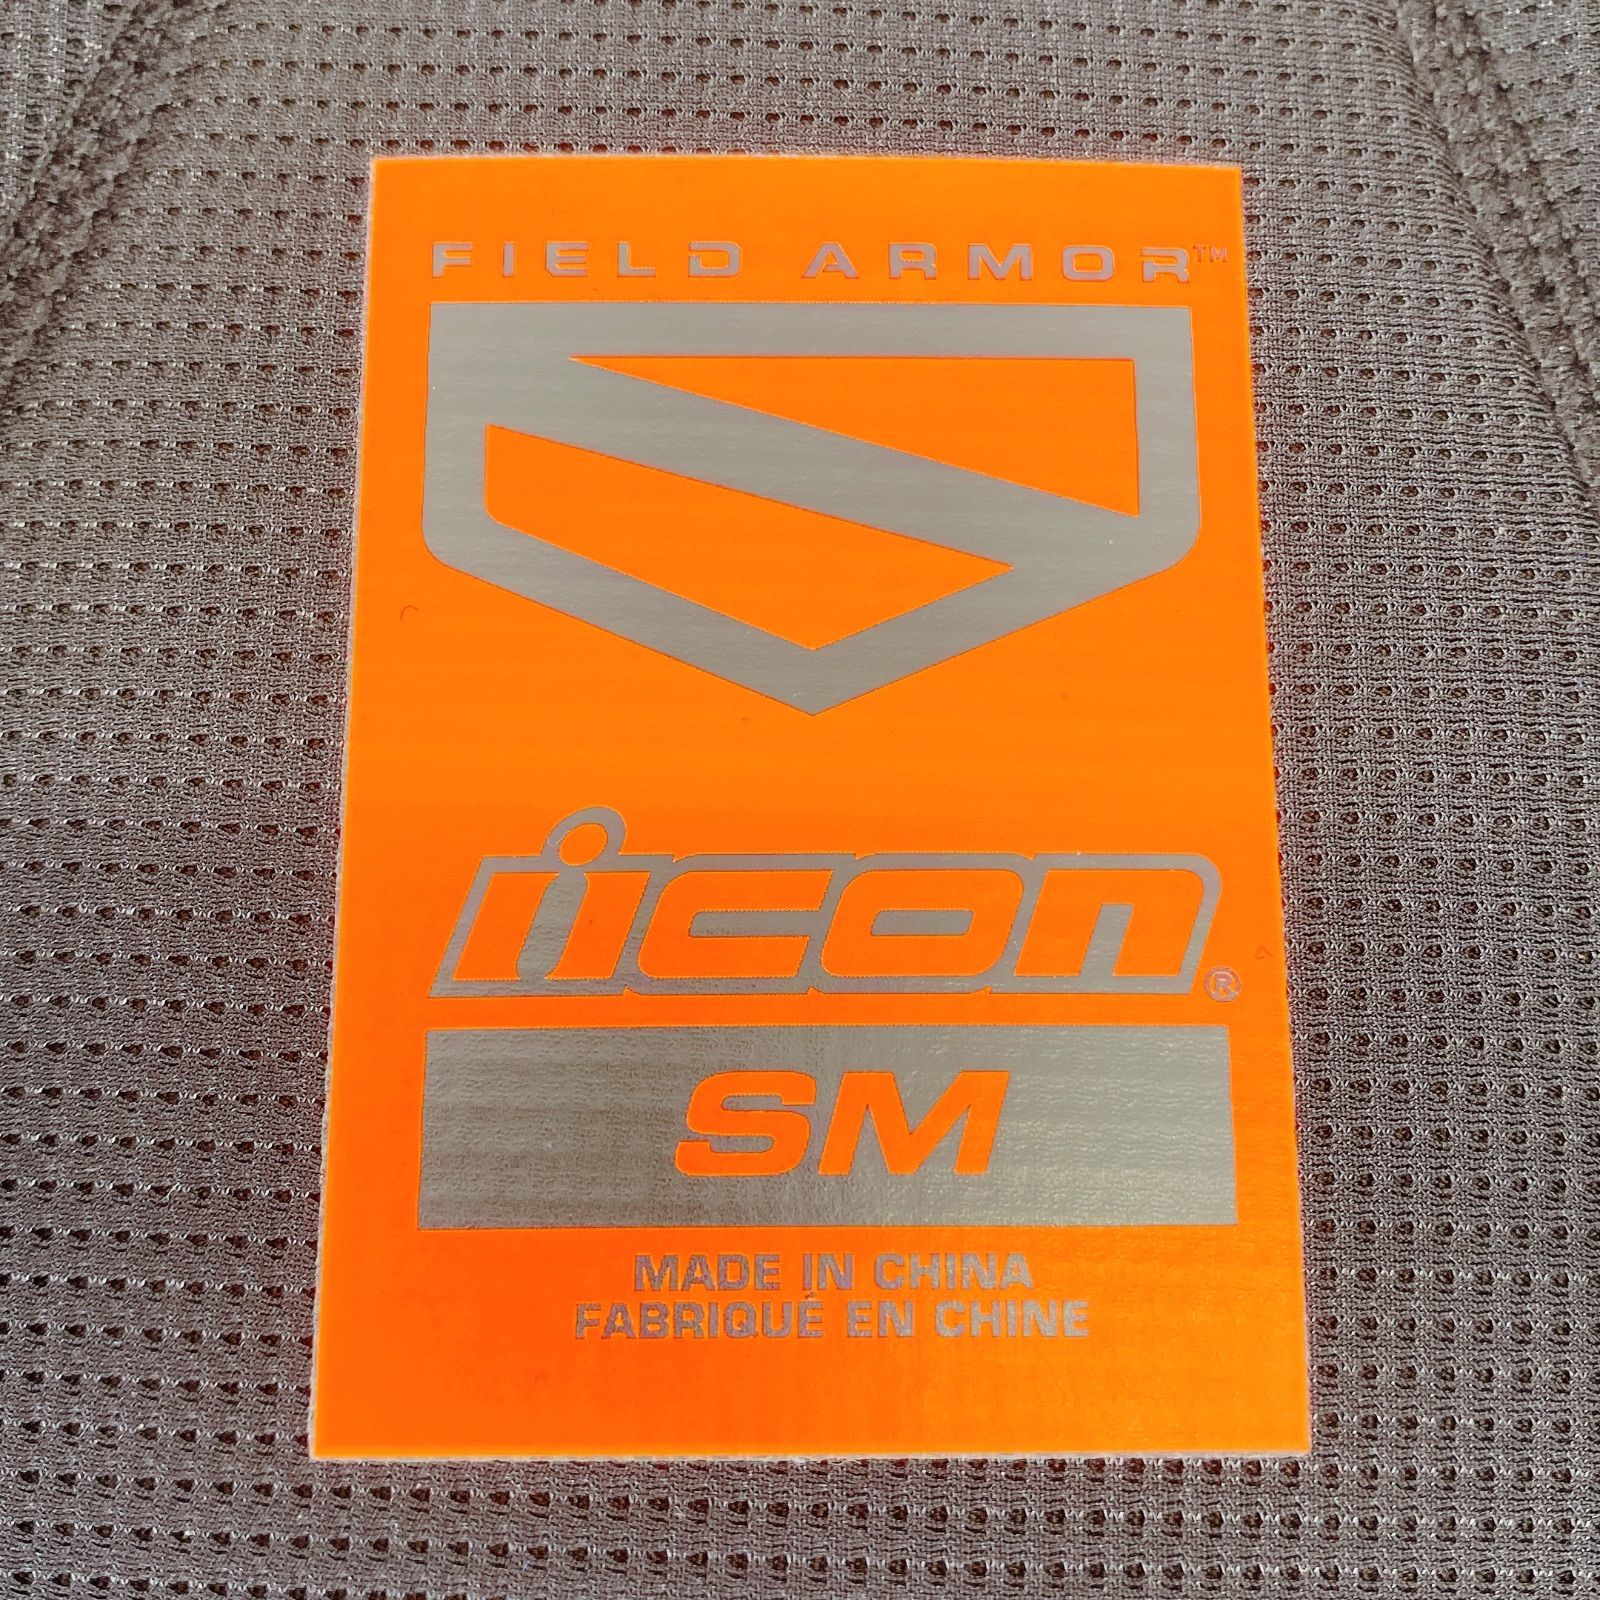 FIELD ARMOR™
icon®
SM
MADE IN CHINA
FABRIQUÉ EN CHINE